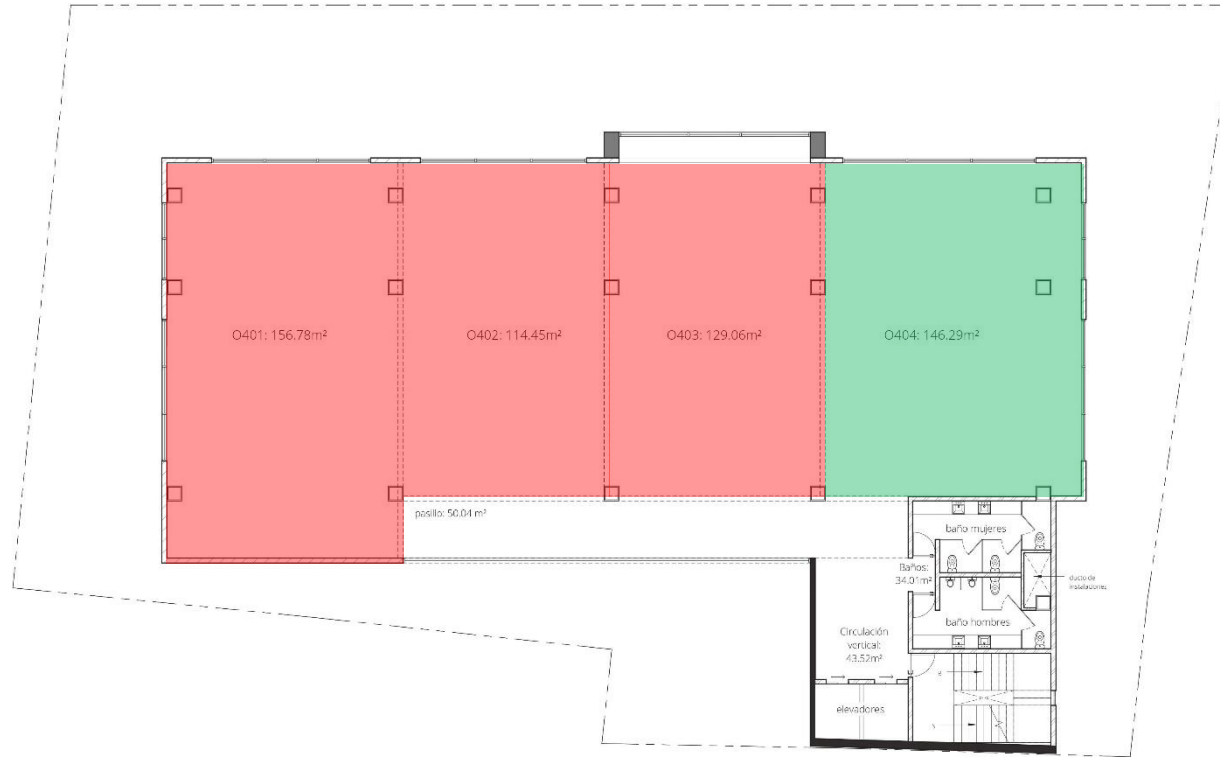 O401: 156.78m²
O402: 114.45m²
O403: 129.06m²
O404: 146.29m²
pasillo: 50.04 m²
baño mujeres
Baños:
34.01m²
ducto de
instalaciones
baño hombres
Circulación
vertical:
43.52m²
elevadores